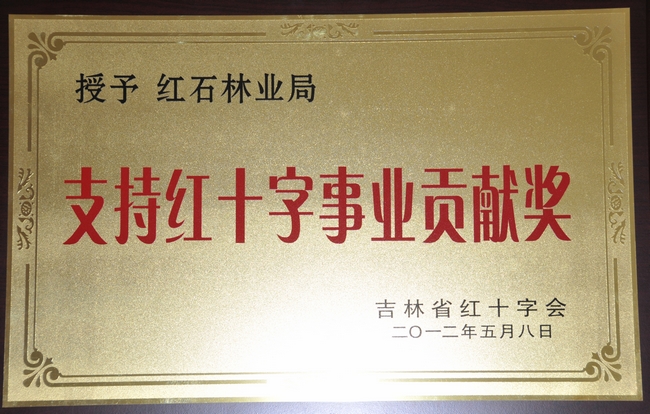 授予 红石林业局
支持红十字事业贡献奖
吉林省红十字会
二〇一二年五月八日